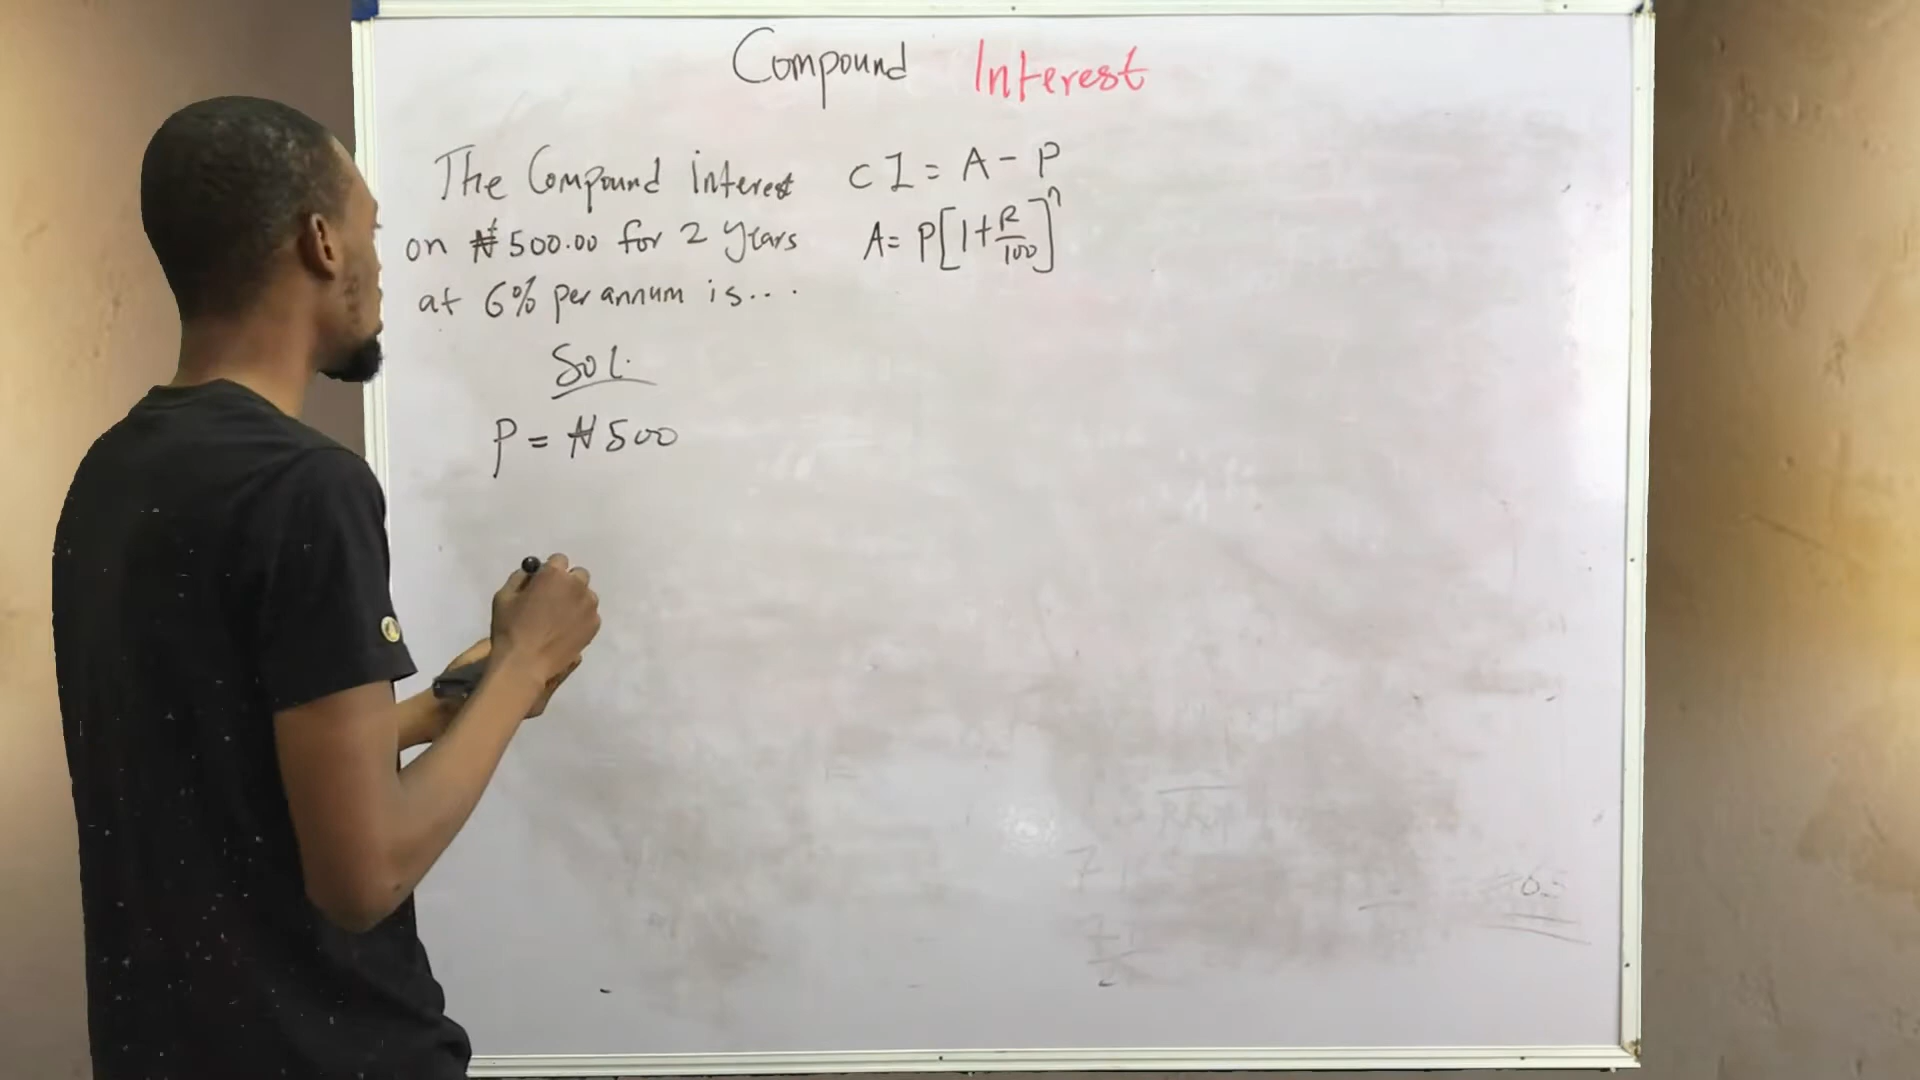 Compound Interest
The Compound interest
on ₦500.00 for 2 years
at 6% per annum is...
CI = A - P
A = P[1+R/100]^n
Sol.
P = ₦500